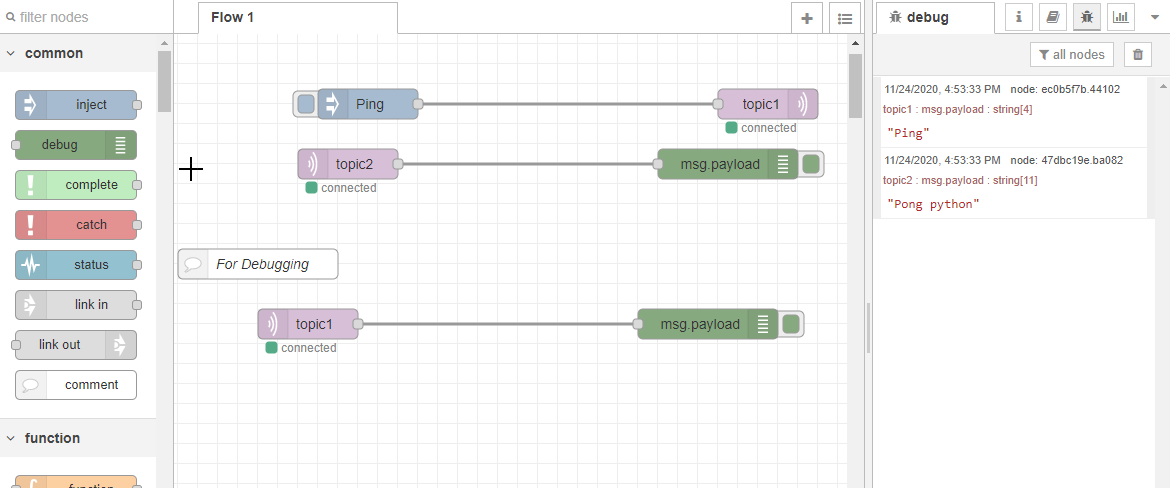 filter nodes
common
inject
debug
complete
catch
status
link in
link out
comment
function
function
Flow 1
Ping
topic1
connected
topic2
connected
msg.payload
For Debugging
topic1
connected
msg.payload
debug
all nodes
11/24/2020, 4:53:33 PM node: ec0b5f7b.44102
topic1 : msg.payload : string[4]
"Ping"
11/24/2020, 4:53:33 PM node: 47dbc19e.ba082
topic2 : msg.payload : string[11]
"Pong python"